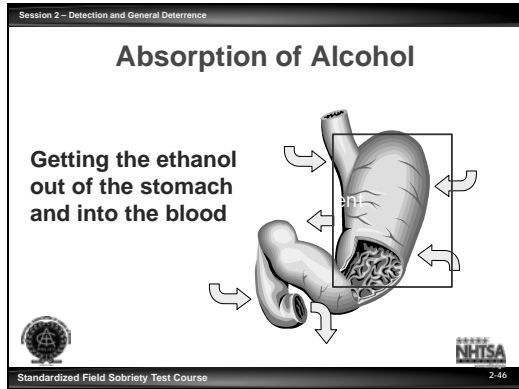 Session 2 – Detection and General Deterrence
Absorption of Alcohol
Getting the ethanol
out of the stomach
and into the blood
ent
NHTSA
Standardized Field Sobriety Test Course
2-46